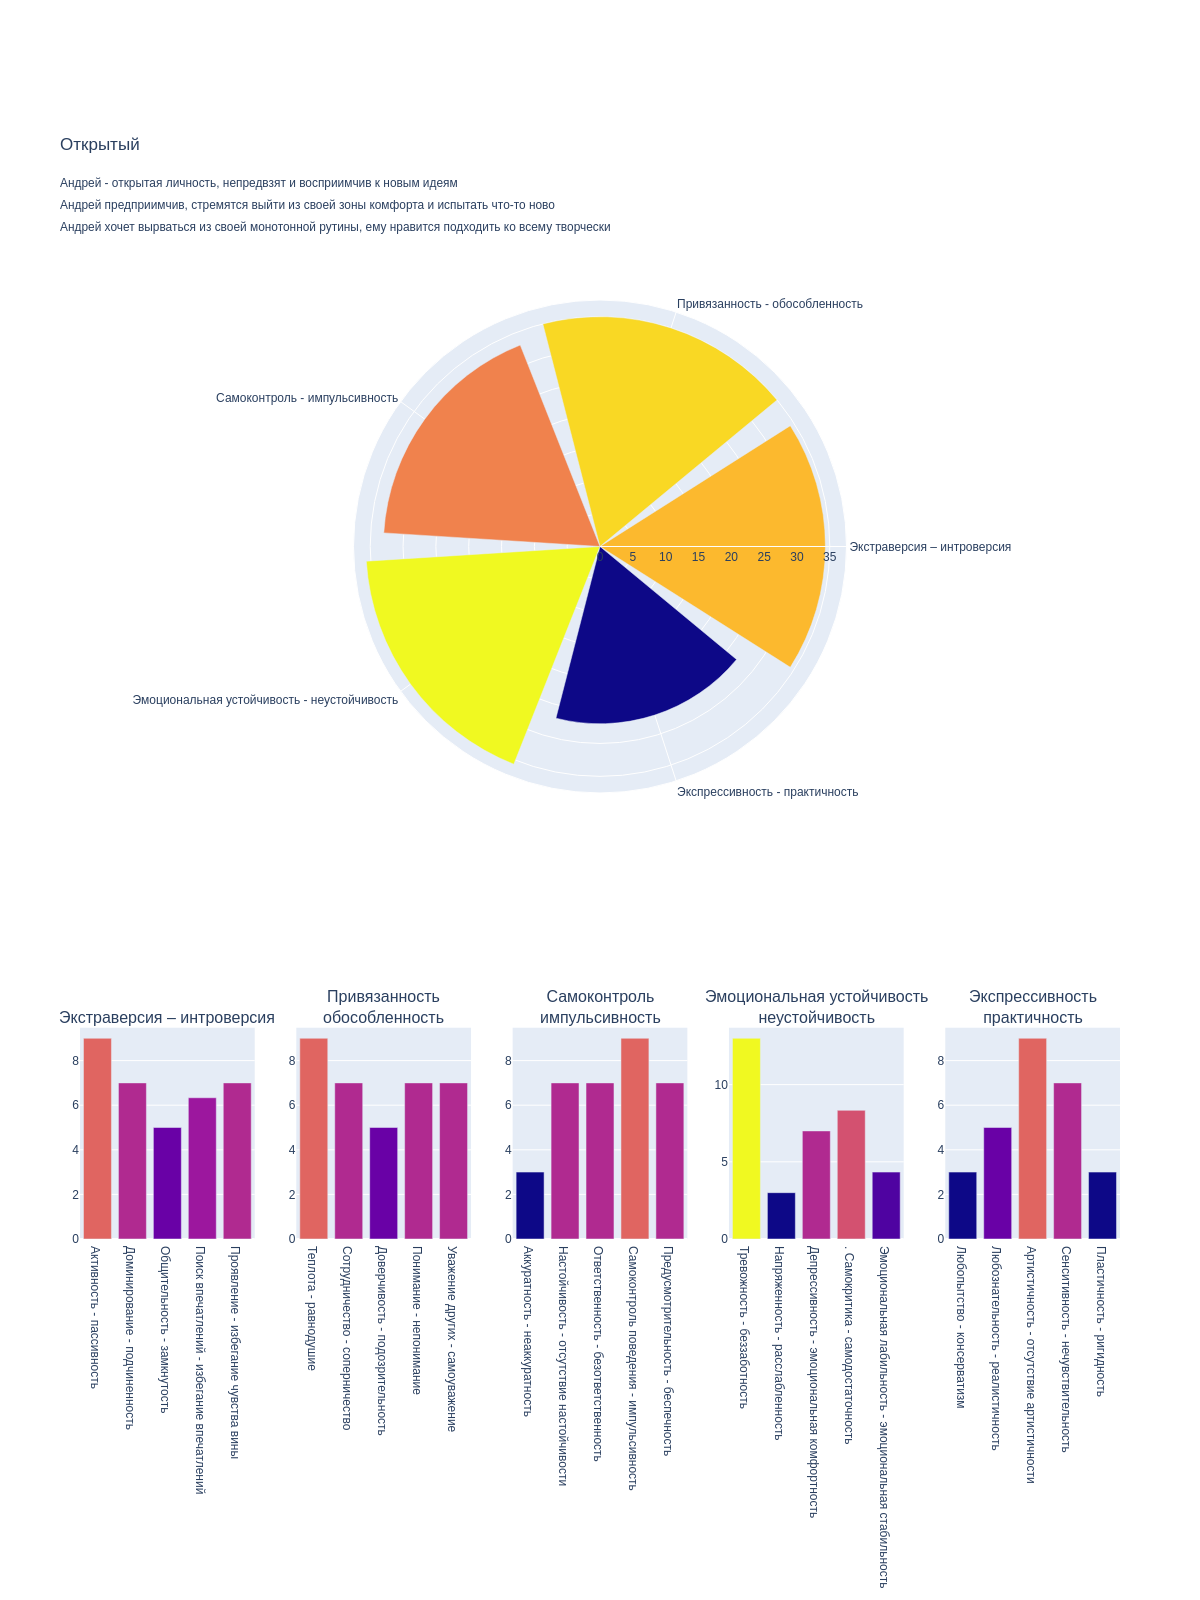 Открытый
Андрей - открытая личность, непредвзят и восприимчив к новым идеям
Андрей предприимчив, стремятся выйти из своей зоны комфорта и испытать что-то ново
Андрей хочет вырваться из своей монотонной рутины, ему нравится подходить ко всему творчески
Привязанность - обособленность
Самоконтроль - импульсивность
Экстраверсия – интроверсия
0 5 10 15 20 25 30 35
Эмоциональная устойчивость - неустойчивость
Экспрессивность - практичность
Экстраверсия – интроверсия
8
6
4
2
0
Активность - пассивность
Доминирование - подчиненность
Общительность - замкнутость
Поиск впечатлений - избегание впечатлений
Проявление - избегание чувства вины
Привязанность
обособленность
8
6
4
2
0
Теплота - равнодушие
Сотрудничество - соперничество
Доверчивость - подозрительность
Понимание - непонимание
Уважение других - самоуважение
Самоконтроль
импульсивность
8
6
4
2
0
Аккуратность - неаккуратность
Настойчивость - отсутствие настойчивости
Ответственность - безответственность
Самоконтроль поведения - импульсивность
Предусмотрительность - беспечность
Эмоциональная устойчивость
неустойчивость
10
5
0
Тревожность - беззаботность
Напряженность - расслабленность
Депрессивность - эмоциональная комфортность
. Самокритика - самодостаточность
Эмоциональная лабильность - эмоциональная стабильность
Экспрессивность
практичность
8
6
4
2
0
Любопытство - консерватизм
Любознательность - реалистичность
Артистичность - отсутствие артистичности
Сенситивность - нечувствительность
Пластичность - ригидность